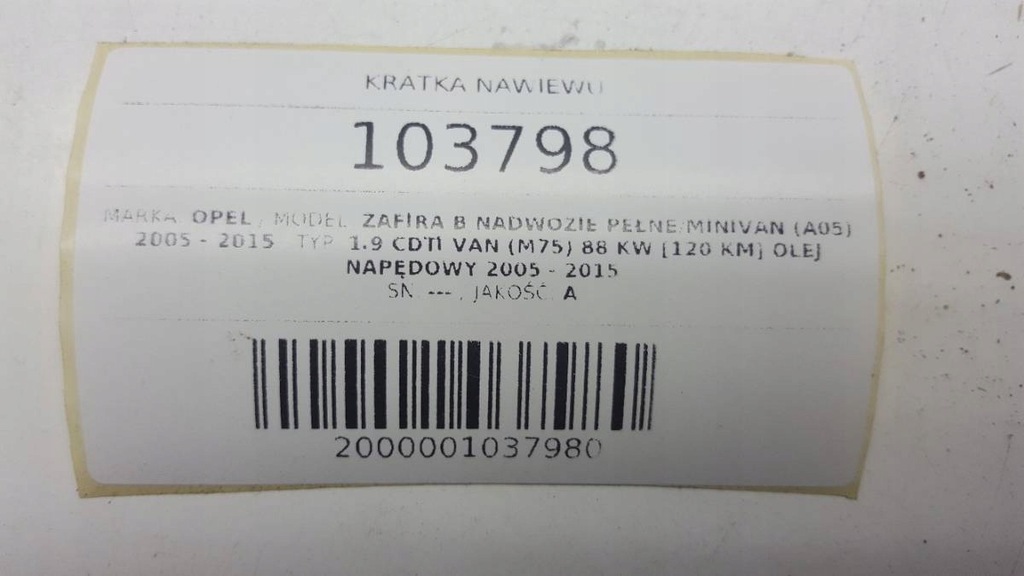 KRATKA NAWIEWU
103798
MARKA: OPEL , MODEL: ZAFIRA B NADWOZIE PEŁNE/MINIVAN (A05)
2005 - 2015 , TYP: 1.9 CDTI VAN (M75) 88 KW [120 KM] OLEJ
NAPĘDOWY 2005 - 2015
SN: --- , JAKOŚĆ: A
2000001037980